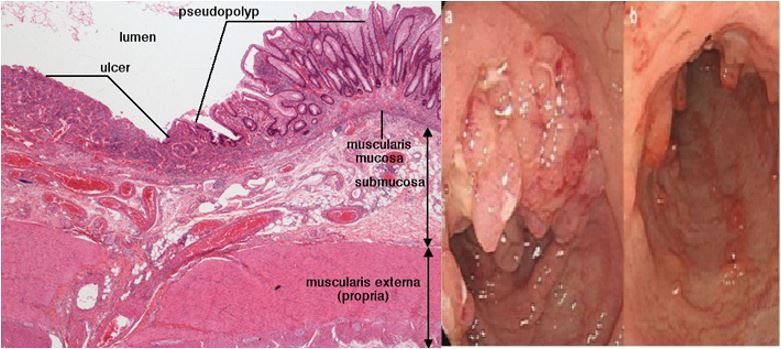 pseudopolyp
lumen
ulcer
muscularis
mucosa
submucosa
muscularis externa
(propria)
a
b